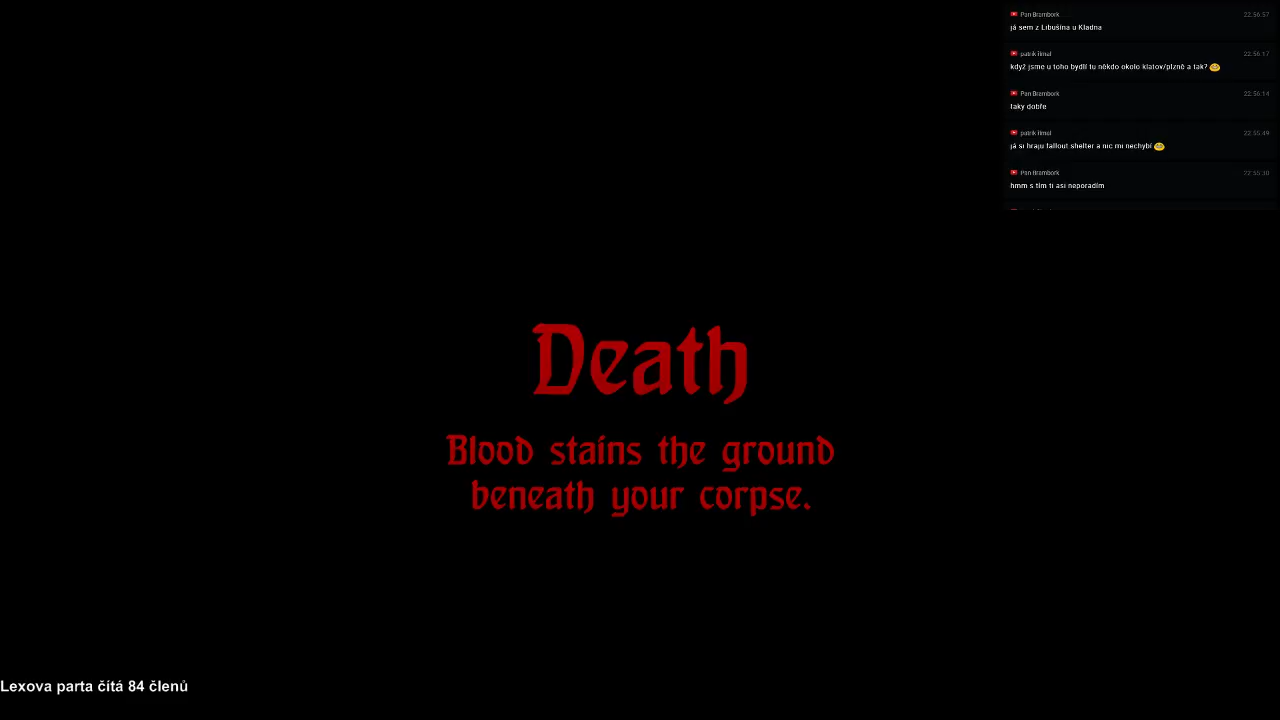 Pan Brambork 22:56:57
já sem z Libušína u Kladna
patrik římal 22:56:17
když jsme u toho bydlí tu někdo okolo klatov/plzně a tak?
Pan Brambork 22:56:14
taky dobře
patrik římal 22:55:49
já si hraju fallout shelter a nic mi nechybí
Pan Brambork 22:55:30
hmm s tím ti asi neporadím
Death
Blood stains the ground
beneath your corpse.
Lexova parta čítá 84 členů